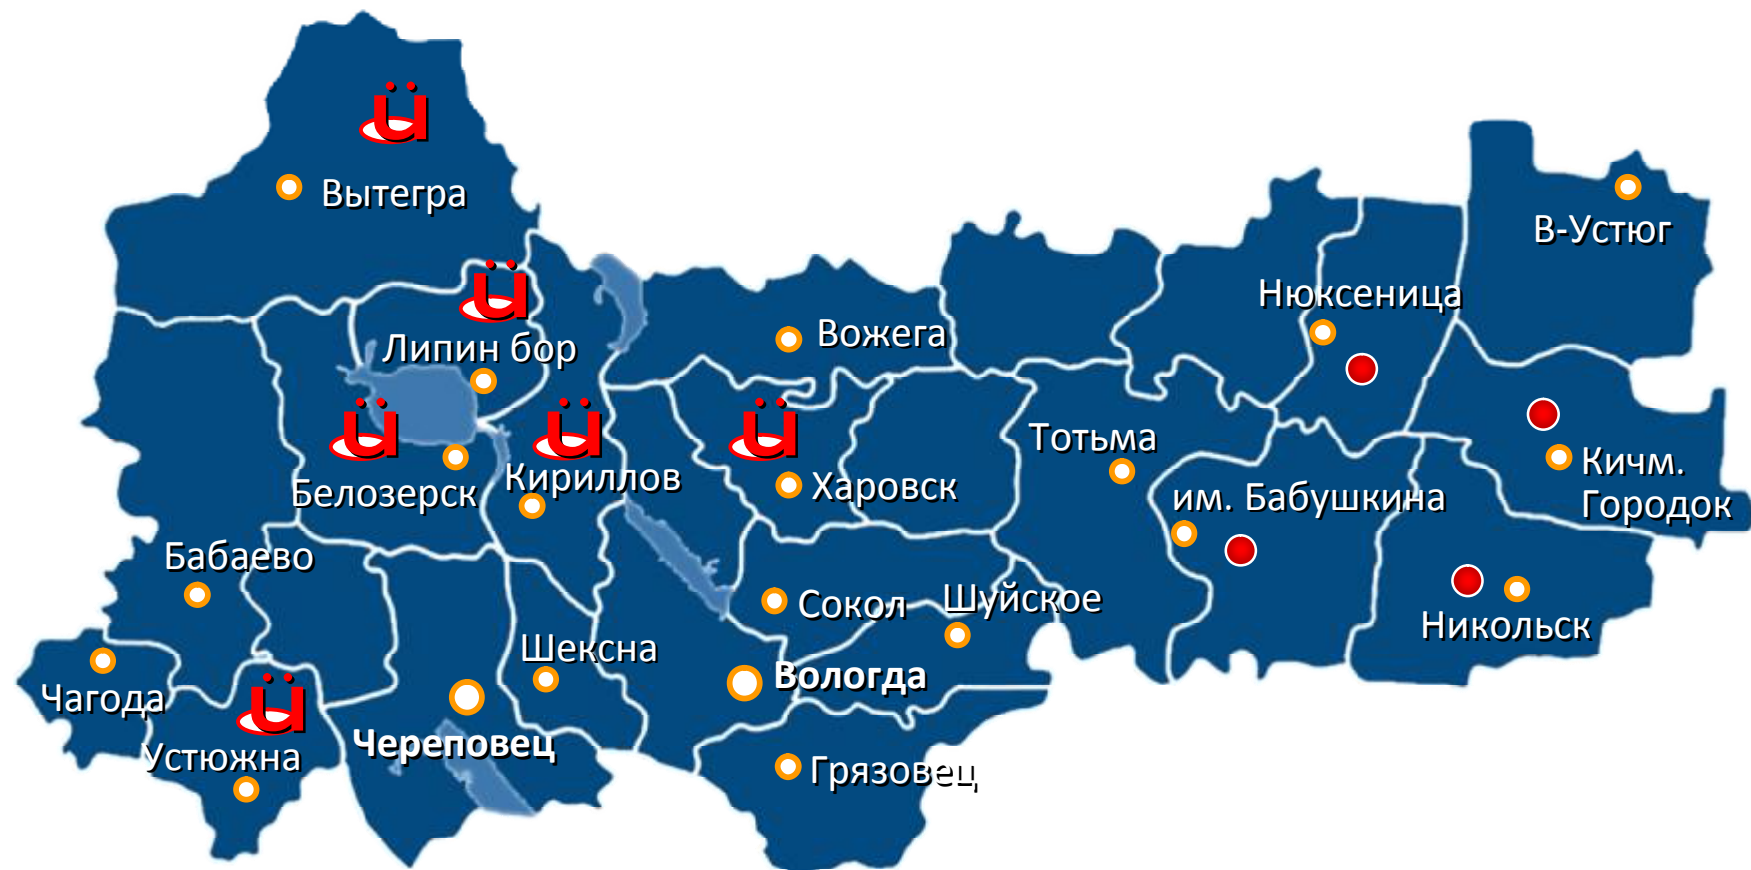 ü
Вытегра
В-Устюг
ü
Нюксеница
Вожега
Липин бор
ü
ü
ü
Тотьма
Кириллов
Харовск
Кичм.
Городок
Белозерск
им. Бабушкина
Бабаево
Сокол
Шуйское
Никольск
Шексна
Вологда
Чагода
ü
Устюжна
Череповец
Грязовец